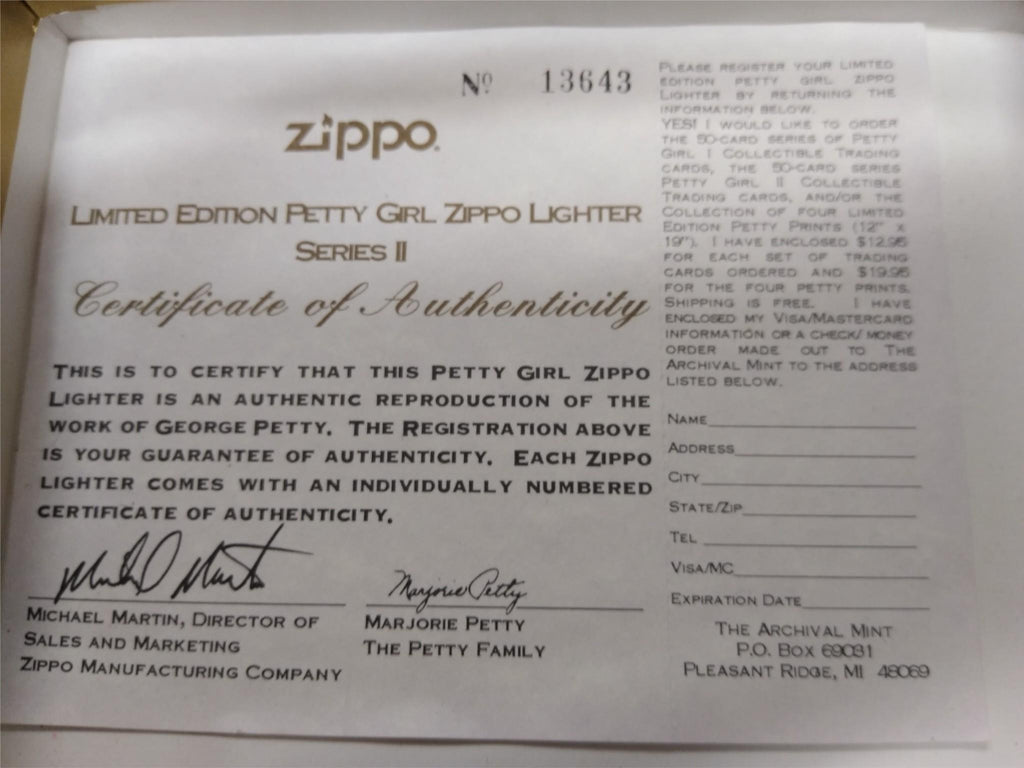 Nº 13643
zippo.
LIMITED EDITION PETTY GIRL ZIPPO LIGHTER
SERIES II
Certificate of Authenticity
THIS IS TO CERTIFY THAT THIS PETTY GIRL ZIPPO
LIGHTER IS AN AUTHENTIC REPRODUCTION OF THE
WORK OF GEORGE PETTY. THE REGISTRATION ABOVE
IS YOUR GUARANTEE OF AUTHENTICITY. EACH ZIPPO
LIGHTER COMES WITH AN INDIVIDUALLY NUMBERED
CERTIFICATE OF AUTHENTICITY.
MICHAEL MARTIN, DIRECTOR OF
SALES AND MARKETING
ZIPPO MANUFACTURING COMPANY
Marjorie Petty
MARJORIE PETTY
THE PETTY FAMILY
PLEASE REGISTER YOUR LIMITED
EDITION PETTY GIRL ZIPPO
LIGHTER BY RETURNING THE
INFORMATION BELOW.
YES! I WOULD LIKE TO ORDER
THE 50-CARD SERIES OF PETTY
GIRL I COLLECTIBLE TRADING
CARDS, THE 50-CARD SERIES
PETTY GIRL II COLLECTIBLE
TRADING CARDS, AND/OR THE
COLLECTION OF FOUR LIMITED
EDITION PETTY PRINTS (12" X
19"). I HAVE ENCLOSED $12.95
FOR EACH SET OF TRADING
CARDS ORDERED AND $19.95
FOR THE FOUR PETTY PRINTS.
SHIPPING IS FREE. I HAVE
ENCLOSED MY VISA/MASTERCARD
INFORMATION OR A CHECK/ MONEY
ORDER MADE OUT TO THE
ARCHIVAL MINT TO THE ADDRESS
LISTED BELOW.
NAME
ADDRESS
CITY
STATE/ZIP
TEL
VISA/MC
EXPIRATION DATE
THE ARCHIVAL MINT
P.O. BOX 69031
PLEASANT RIDGE, MI 48069